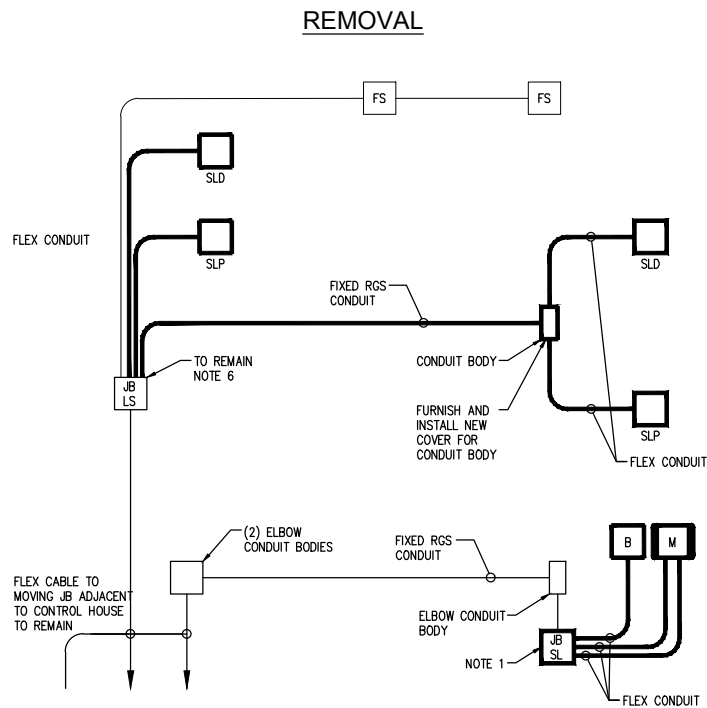 REMOVAL
FS
FS
SLD
FLEX CONDUIT
SLP
SLD
FIXED RGS
CONDUIT
TO REMAIN
NOTE 6
CONDUIT BODY
JB
LS
FURNISH AND
INSTALL NEW
COVER FOR
CONDUIT BODY
SLP
FLEX CONDUIT
(2) ELBOW
CONDUIT BODIES
FIXED RGS
CONDUIT
B
M
FLEX CABLE TO
MOVING JB ADJACENT
TO CONTROL HOUSE
TO REMAIN
ELBOW CONDUIT
BODY
JB
SL
NOTE 1
FLEX CONDUIT